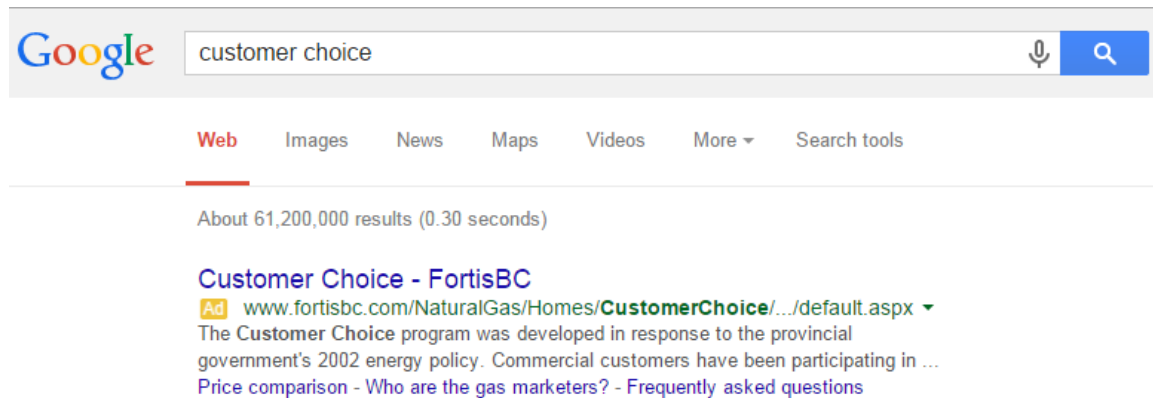 Google customer choice
Web Images News Maps Videos More Search tools
About 61,200,000 results (0.30 seconds)
Customer Choice - FortisBC
Ad www.fortisbc.com/NaturalGas/Homes/CustomerChoice/.../default.aspx
The Customer Choice program was developed in response to the provincial
government's 2002 energy policy. Commercial customers have been participating in ...
Price comparison - Who are the gas marketers? - Frequently asked questions